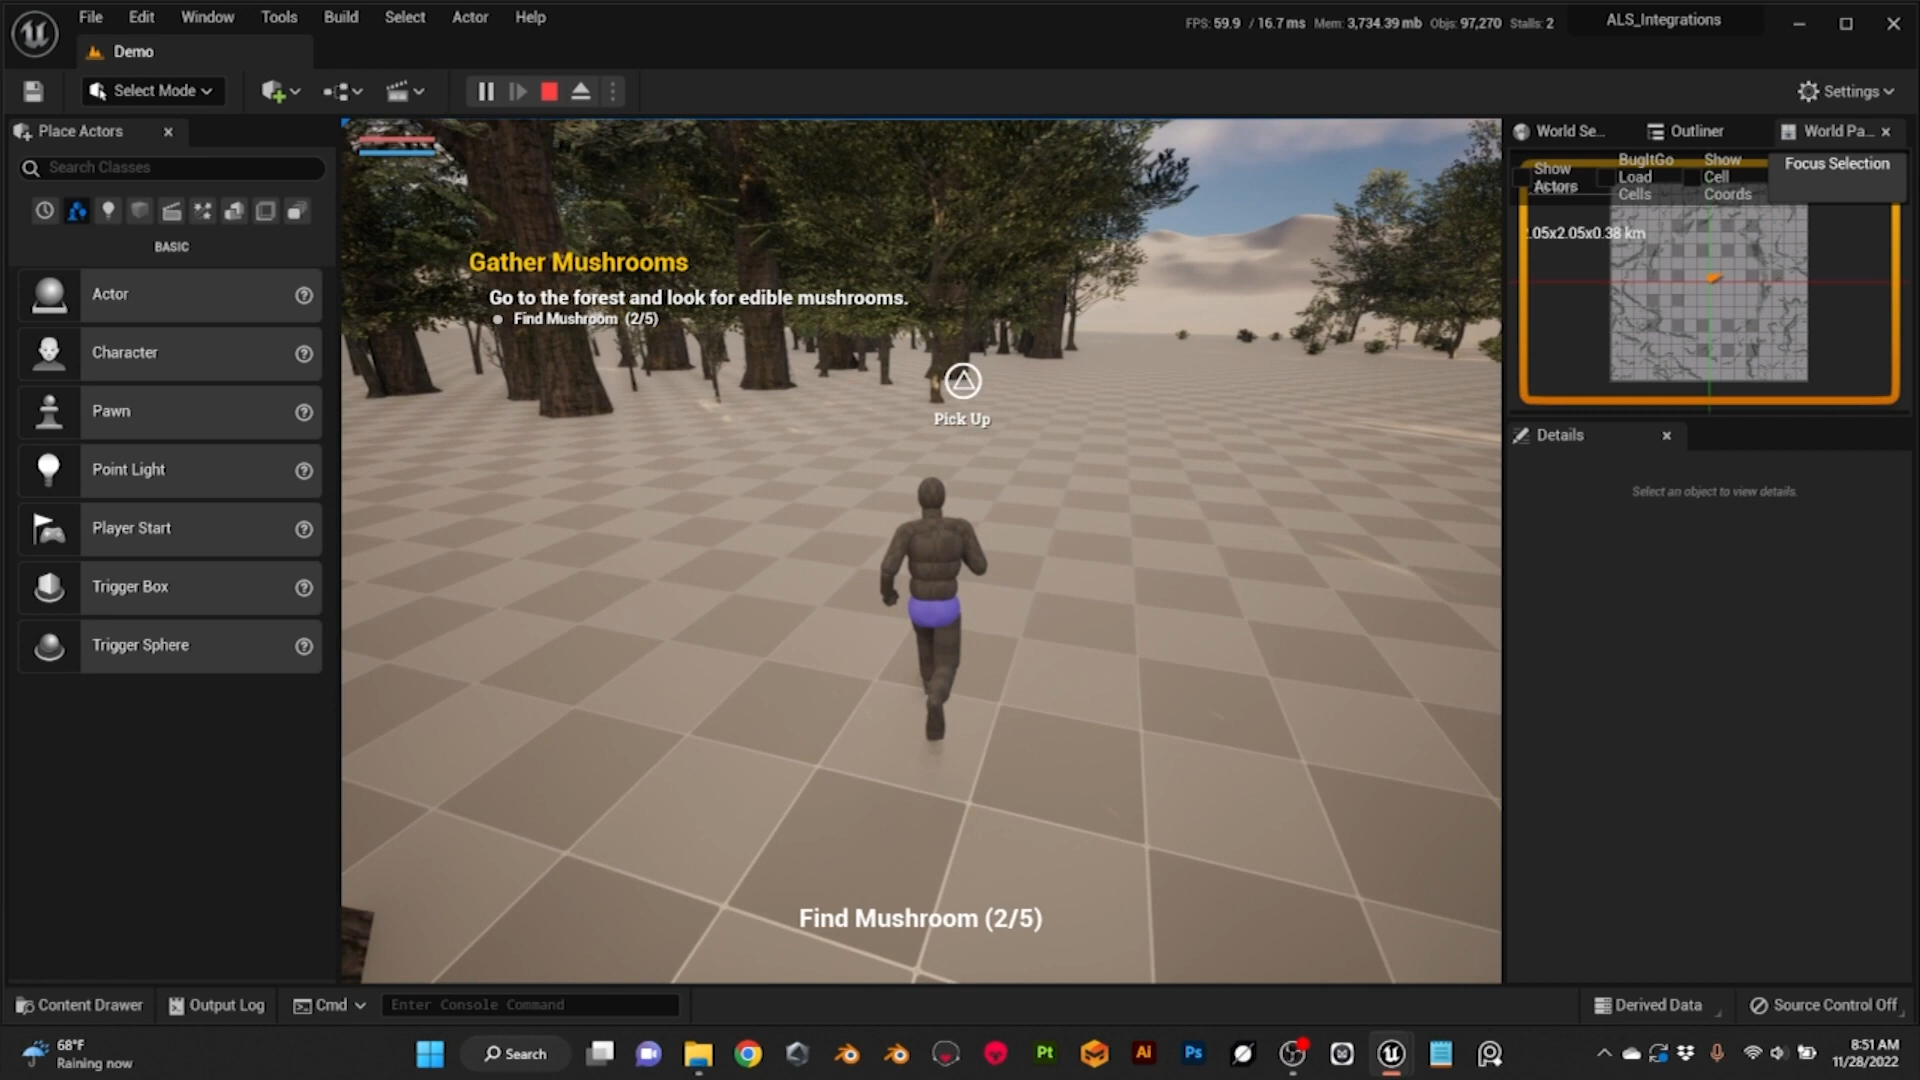 File Edit Window Tools Build Select Actor Help
FPS: 59.9 / 16.7 ms Mem: 3,734.39 mb Objs: 97,270 Stalls: 2
ALS_Integrations
Demo
Select Mode
Settings
Place Actors
Search Classes
BASIC
Actor
Character
Pawn
Point Light
Player Start
Trigger Box
Trigger Sphere
Gather Mushrooms
Go to the forest and look for edible mushrooms.
Find Mushroom (2/5)
Pick Up
Find Mushroom (2/5)
World Se...
Outliner
World Pa...
Show
Actors
BugItGo
Load
Cells
Show
Cell
Coords
Focus Selection
.05x2.05x0.38 km
Details
Select an object to view details.
Content Drawer
Output Log
Cmd
Enter Console Command
Derived Data
Source Control Off
68°F
Raining now
Search
Pt
Ai
Ps
8:51 AM
11/28/2022